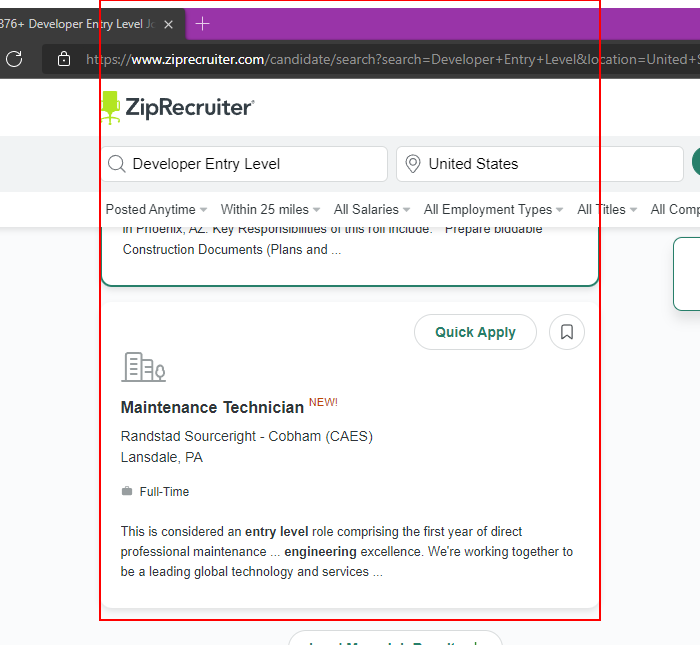 376+ Developer Entry Level
https://www.ziprecruiter.com/candidate/search?search=Developer+Entry+Level&location=United+S
ZipRecruiter
Developer Entry Level
United States
Posted Anytime Within 25 miles All Salaries All Employment Types All Titles All Comp
in Phoenix, AZ. Key Responsibilities of this roll include: Prepare biddable
Construction Documents (Plans and ...
Quick Apply
Maintenance Technician NEW!
Randstad Sourceright - Cobham (CAES)
Lansdale, PA
Full-Time
This is considered an entry level role comprising the first year of direct
professional maintenance ... engineering excellence. We're working together to
be a leading global technology and services ...